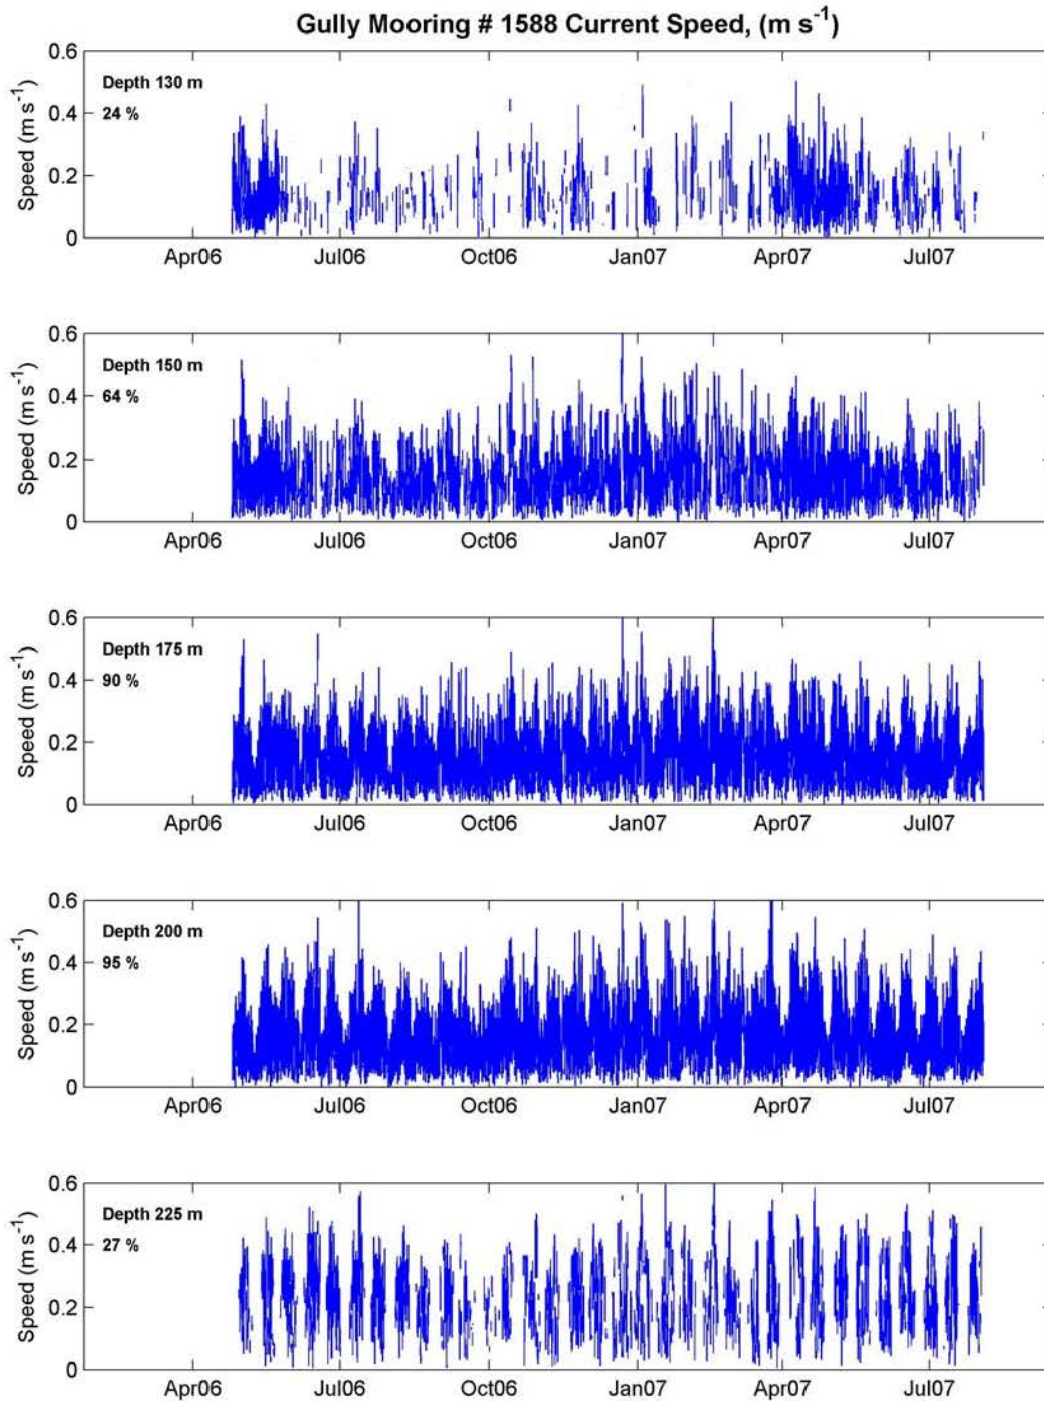 Gully Mooring # 1588 Current Speed, (m s⁻¹)
0.6
Depth 130 m
24 %
0.4
0.2
0
Speed (m s⁻¹)
Apr06 Jul06 Oct06 Jan07 Apr07 Jul07
0.6
Depth 150 m
64 %
0.4
0.2
0
Speed (m s⁻¹)
Apr06 Jul06 Oct06 Jan07 Apr07 Jul07
0.6
Depth 175 m
90 %
0.4
0.2
0
Speed (m s⁻¹)
Apr06 Jul06 Oct06 Jan07 Apr07 Jul07
0.6
Depth 200 m
95 %
0.4
0.2
0
Speed (m s⁻¹)
Apr06 Jul06 Oct06 Jan07 Apr07 Jul07
0.6
Depth 225 m
27 %
0.4
0.2
0
Speed (m s⁻¹)
Apr06 Jul06 Oct06 Jan07 Apr07 Jul07